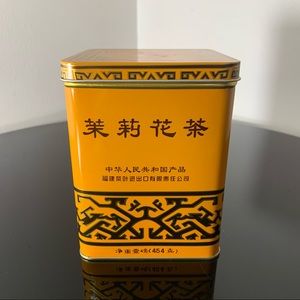 茉莉花茶
中华人民共和国产品
福建茶叶进出口有限责任公司
净重壹磅(454克)